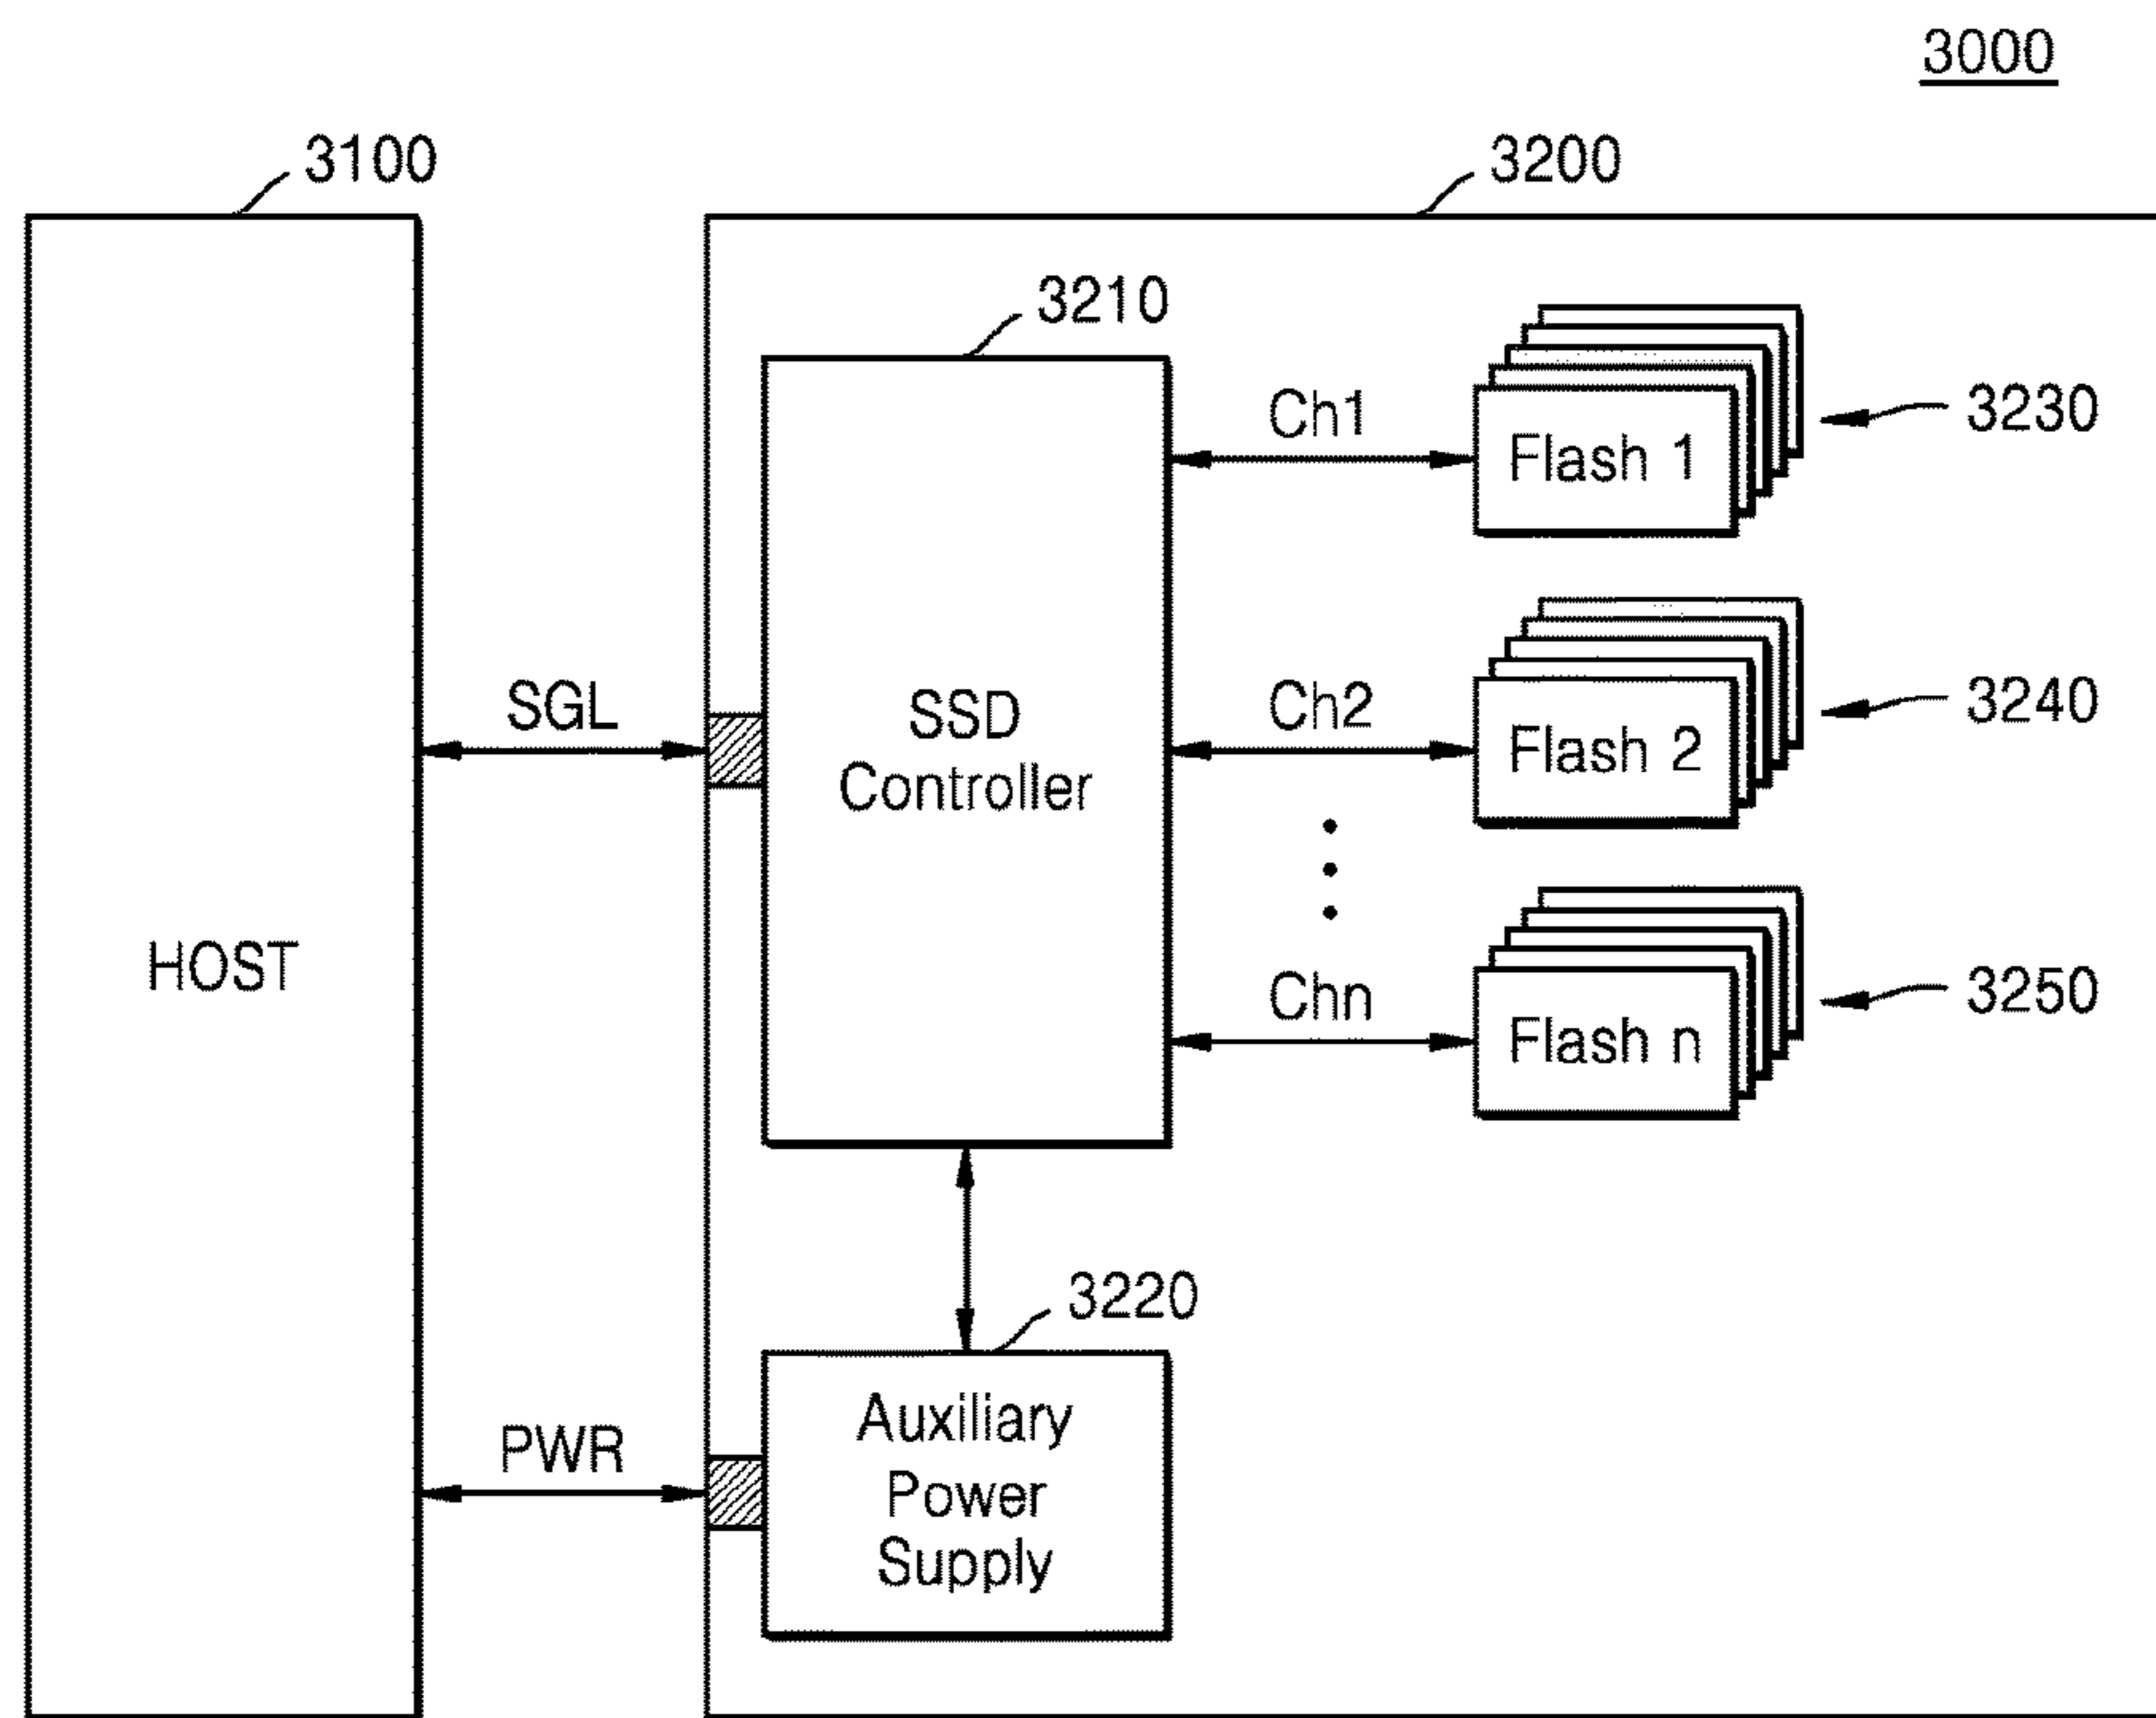 3000
3100
3200
3210
Ch1
Flash 1
3230
SGL
SSD
Controller
Ch2
Flash 2
3240
HOST
Chn
Flash n
3250
3220
PWR
Auxiliary
Power
Supply